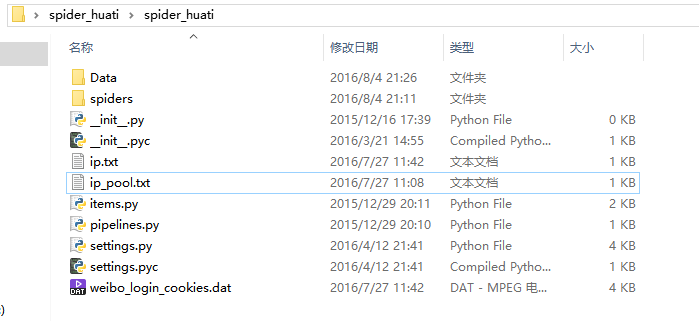 spider_huati > spider_huati
名称 修改日期 类型 大小
Data 2016/8/4 21:26 文件夹
spiders 2016/8/4 21:11 文件夹
__init__.py 2015/12/16 17:39 Python File 0 KB
__init__.pyc 2016/3/21 14:55 Compiled Pytho... 1 KB
ip.txt 2016/7/27 11:42 文本文档 1 KB
ip_pool.txt 2016/7/27 11:08 文本文档 1 KB
items.py 2015/12/29 20:11 Python File 2 KB
pipelines.py 2015/12/29 20:10 Python File 1 KB
settings.py 2016/4/12 21:41 Python File 4 KB
settings.pyc 2016/4/12 21:41 Compiled Pytho... 1 KB
weibo_login_cookies.dat 2016/7/27 11:42 DAT - MPEG 电... 4 KB